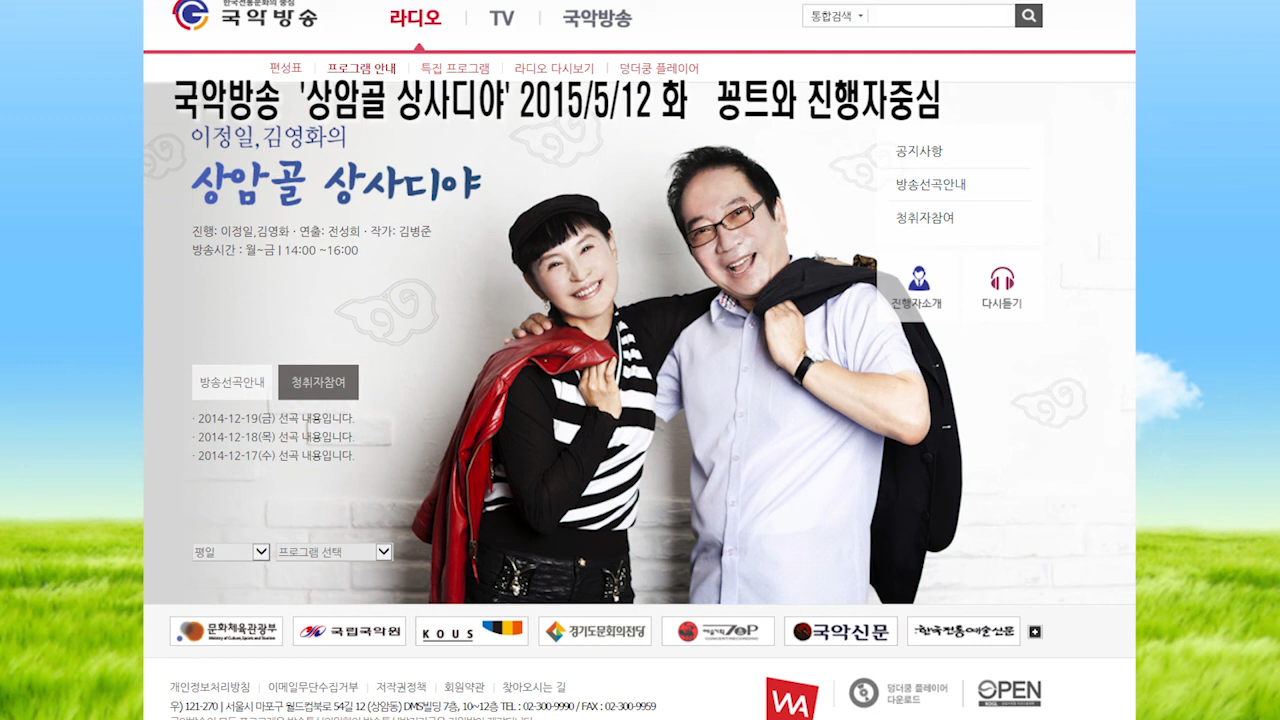 한국전통문화의 중심
국악방송
라디오
TV
국악방송
통합검색
편성표
프로그램 안내
특집 프로그램
라디오 다시보기
덩더쿵 플레이어
국악방송 '상암골 상사디야' 2015/5/12 화 꽁트와 진행자중심
이정일,김영화의
상암골 상사디야
진행: 이정일,김영화 · 연출: 전성희 · 작가: 김병준
방송시간 : 월~금 | 14:00 ~16:00
공지사항
방송선곡안내
청취자참여
진행자소개
다시듣기
방송선곡안내
청취자참여
· 2014-12-19(금) 선곡 내용입니다.
· 2014-12-18(목) 선곡 내용입니다.
· 2014-12-17(수) 선곡 내용입니다.
평일
프로그램 선택
문화체육관광부
Ministry of Culture, Sports and Tourism
국립국악원
KOUS
경기도문화의전당
국악신문
한국전통예술신문
개인정보처리방침
이메일무단수집거부
저작권정책
회원약관
찾아오시는 길
서울시 마포구 월드컵북로 54길 12 (상암동) DMS빌딩 7층, 10~12층 TEL : 02-300-9990 / FAX : 02-300-9959
WA
덩더쿵 플레이어
다운로드
OPEN